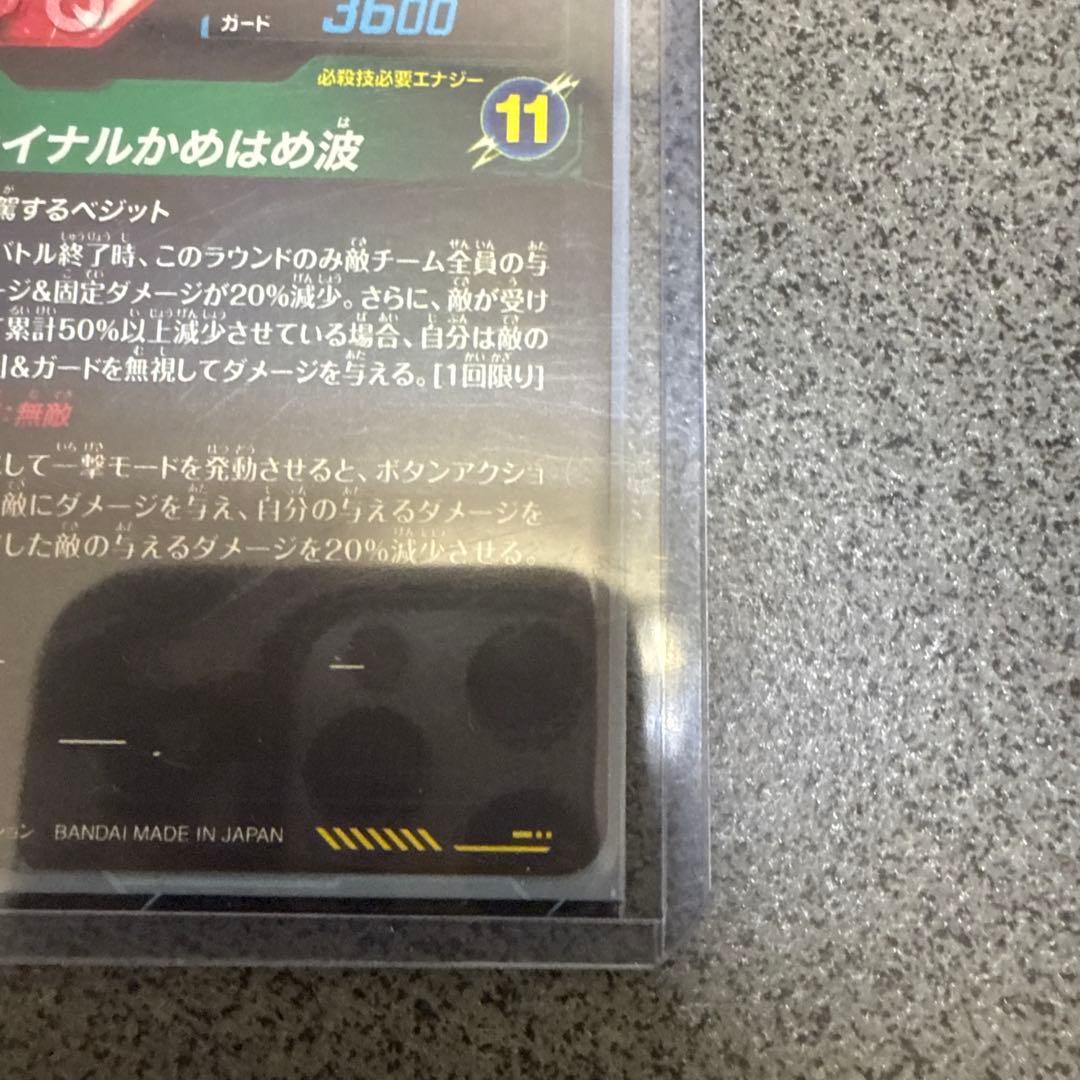 ガード 3600
必殺技必要エナジー 11
イナルかめはめ波
駕するベジット
バトル終了時、このラウンドのみ敵チーム全員の与
ージ&固定ダメージが20%減少。さらに、敵が受け
て累計50%以上減少させている場合、自分は敵の
&ガードを無視してダメージを与える。[1回限り]
：無敵
して一撃モードを発動させると、ボタンアクショ
敵にダメージを与え、自分の与えるダメージを
した敵の与えるダメージを20%減少させる。
ション BANDAI MADE IN JAPAN